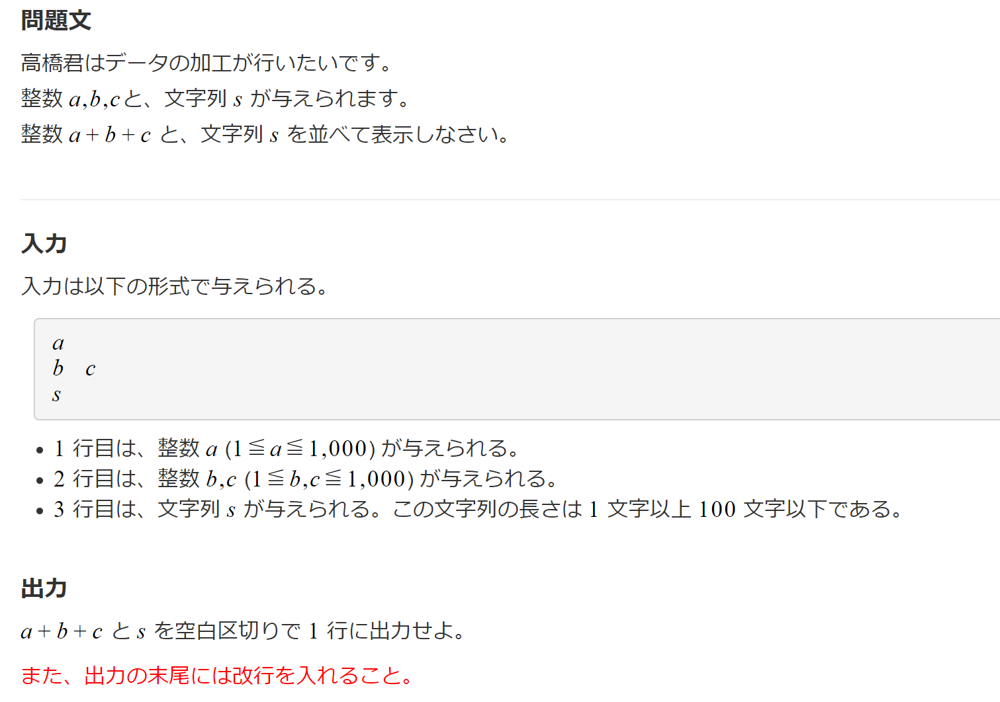 問題文
高橋君はデータの加工が行いたいです。
整数 a,b,cと、文字列 s が与えられます。
整数 a + b + c と、文字列 s を並べて表示しなさい。
入力
入力は以下の形式で与えられる。
a
b c
s
• 1 行目は、整数 a (1≦a≦1,000) が与えられる。
• 2 行目は、整数 b,c (1≦b,c≦1,000) が与えられる。
• 3 行目は、文字列 s が与えられる。この文字列の長さは 1 文字以上 100 文字以下である。
出力
a + b + c と s を空白区切りで 1 行に出力せよ。
また、出力の末尾には改行を入れること。